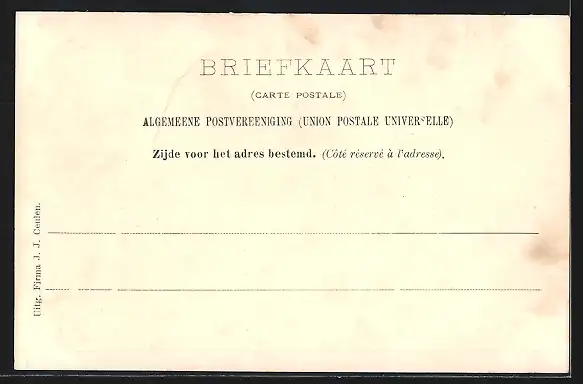 BRIEFKAART
(CARTE POSTALE)
ALGEMEENE POSTVEREENIGING (UNION POSTALE UNIVERSELLE)
Zijde voor het adres bestemd. (Côté réservé à l'adresse).
Uitg. Firma J. J. Ceulen.